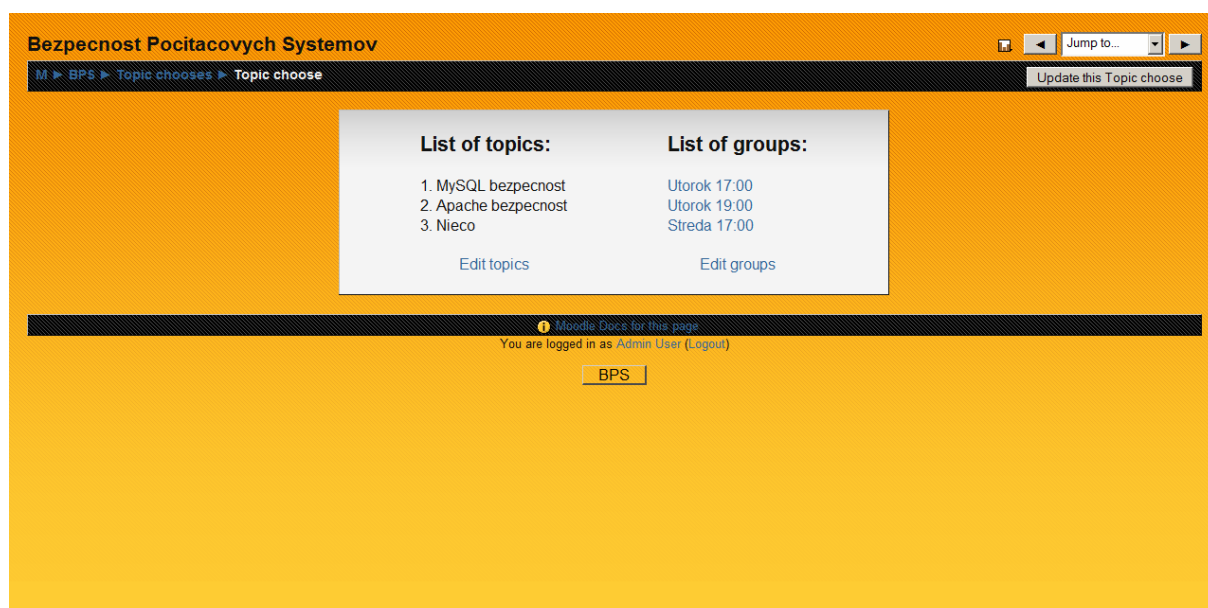 Bezpecnost Pocitacovych Systemov
Jump to...
M ► BPS ► Topic chooses ► Topic choose
Update this Topic choose
List of topics:
1. MySQL bezpecnost
2. Apache bezpecnost
3. Nieco
Edit topics
List of groups:
Utorok 17:00
Utorok 19:00
Streda 17:00
Edit groups
Moodle Docs for this page
You are logged in as Admin User (Logout)
BPS